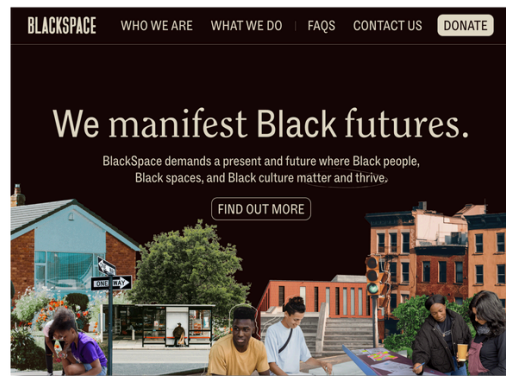 BLACKSPACE WHO WE ARE WHAT WE DO FAQS CONTACT US DONATE
We manifest Black futures.
BlackSpace demands a present and future where Black people,
Black spaces, and Black culture matter and thrive.
FIND OUT MORE
ONE WAY